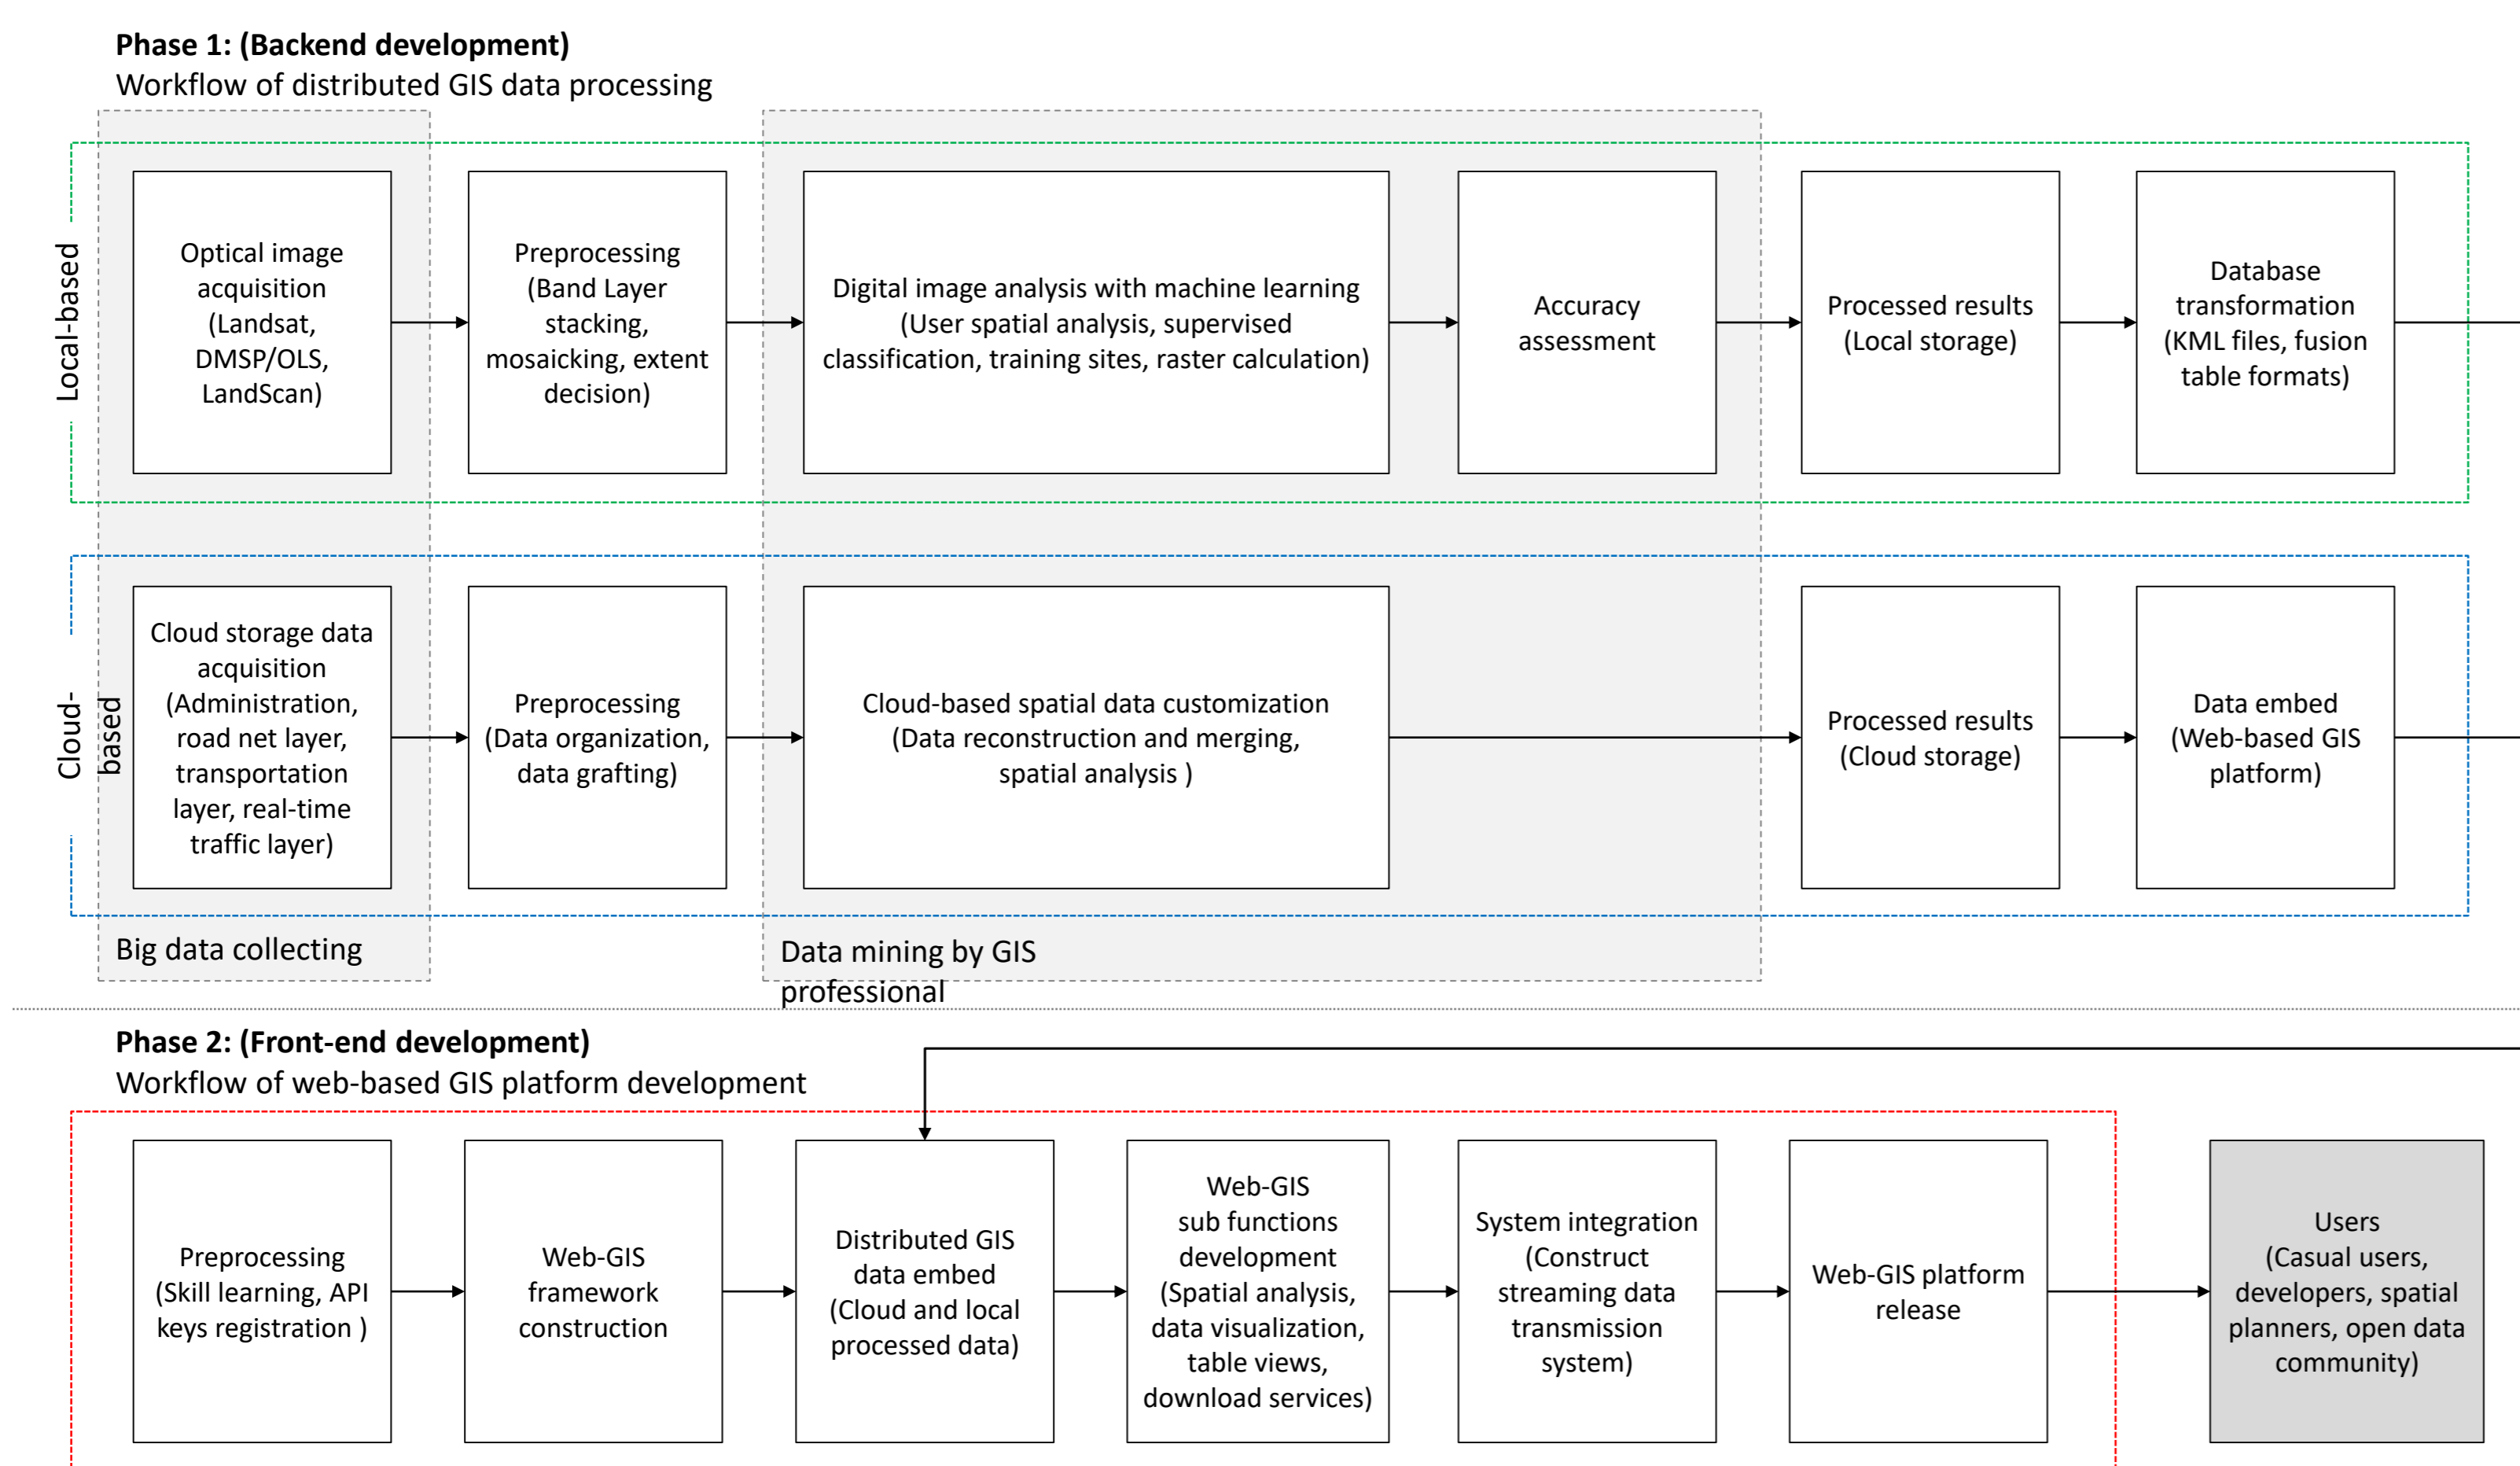 Phase 1: (Backend development)
Workflow of distributed GIS data processing
Local-based
Optical image
acquisition
(Landsat,
DMSP/OLS,
LandScan)
Preprocessing
(Band Layer
stacking,
mosaicking, extent
decision)
Digital image analysis with machine learning
(User spatial analysis, supervised
classification, training sites, raster calculation)
Accuracy
assessment
Processed results
(Local storage)
Database
transformation
(KML files, fusion
table formats)
Cloud-
based
Cloud storage data
acquisition
(Administration,
road net layer,
transportation
layer, real-time
traffic layer)
Preprocessing
(Data organization,
data grafting)
Cloud-based spatial data customization
(Data reconstruction and merging,
spatial analysis )
Processed results
(Cloud storage)
Data embed
(Web-based GIS
platform)
Big data collecting
Data mining by GIS
professional
Phase 2: (Front-end development)
Workflow of web-based GIS platform development
Preprocessing
(Skill learning, API
keys registration )
Web-GIS
framework
construction
Distributed GIS
data embed
(Cloud and local
processed data)
Web-GIS
sub functions
development
(Spatial analysis,
data visualization,
table views,
download services)
System integration
(Construct
streaming data
transmission
system)
Web-GIS platform
release
Users
(Casual users,
developers, spatial
planners, open data
community)